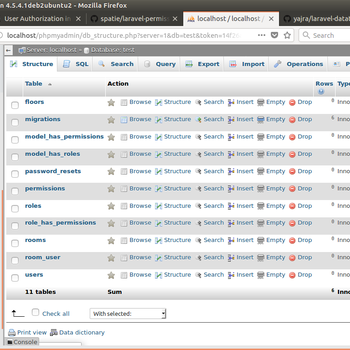 n 4.5.4.1deb2ubuntu2 - Mozilla Firefox
User Authentication in
spatie/laravel-permis
localhost / localhost /
yajra/laravel-datat
localhost/phpmyadmin/db_structure.php?server=1&db=test&token=
Search
Server: localhost » Database: test
Structure SQL Search Query Export Import Operations
Table Action Rows Type
floors Browse Structure Search Insert Empty Drop Inno
migrations Browse Structure Search Insert Empty Drop Inno
model_has_permissions Browse Structure Search Insert Empty Drop Inno
model_has_roles Browse Structure Search Insert Empty Drop Inno
password_resets Browse Structure Search Insert Empty Drop Inno
permissions Browse Structure Search Insert Empty Drop Inno
roles Browse Structure Search Insert Empty Drop Inno
role_has_permissions Browse Structure Search Insert Empty Drop Inno
rooms Browse Structure Search Insert Empty Drop Inno
room_user Browse Structure Search Insert Empty Drop Inno
users Browse Structure Search Insert Empty Drop Inno
11 tables Sum Inno
Check all With selected:
Print view Data dictionary
Console